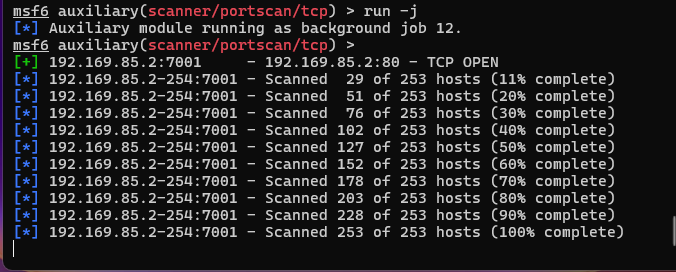 msf6 auxiliary(scanner/portscan/tcp) > run -j
[*] Auxiliary module running as background job 12.
msf6 auxiliary(scanner/portscan/tcp) >
[+] 192.169.85.2:7001     - 192.169.85.2:80 - TCP OPEN
[*] 192.169.85.2-254:7001 - Scanned  29 of 253 hosts (11% complete)
[*] 192.169.85.2-254:7001 - Scanned  51 of 253 hosts (20% complete)
[*] 192.169.85.2-254:7001 - Scanned  76 of 253 hosts (30% complete)
[*] 192.169.85.2-254:7001 - Scanned 102 of 253 hosts (40% complete)
[*] 192.169.85.2-254:7001 - Scanned 127 of 253 hosts (50% complete)
[*] 192.169.85.2-254:7001 - Scanned 152 of 253 hosts (60% complete)
[*] 192.169.85.2-254:7001 - Scanned 178 of 253 hosts (70% complete)
[*] 192.169.85.2-254:7001 - Scanned 203 of 253 hosts (80% complete)
[*] 192.169.85.2-254:7001 - Scanned 228 of 253 hosts (90% complete)
[*] 192.169.85.2-254:7001 - Scanned 253 of 253 hosts (100% complete)